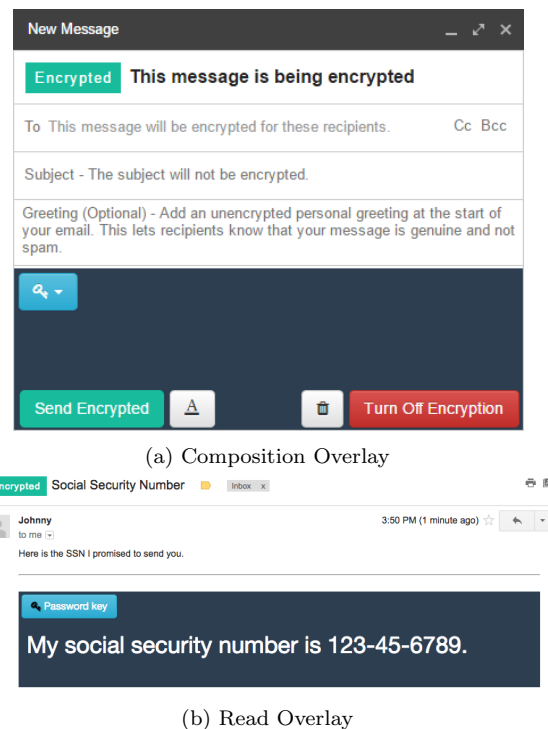 New Message
Encrypted This message is being encrypted
To This message will be encrypted for these recipients. Cc Bcc
Subject - The subject will not be encrypted.
Greeting (Optional) - Add an unencrypted personal greeting at the start of
your email. This lets recipients know that your message is genuine and not
spam.
Send Encrypted A Turn Off Encryption
(a) Composition Overlay
ncrypted Social Security Number Inbox x
Johnny 3:50 PM (1 minute ago)
to me
Here is the SSN I promised to send you.
Password key
My social security number is 123-45-6789.
(b) Read Overlay